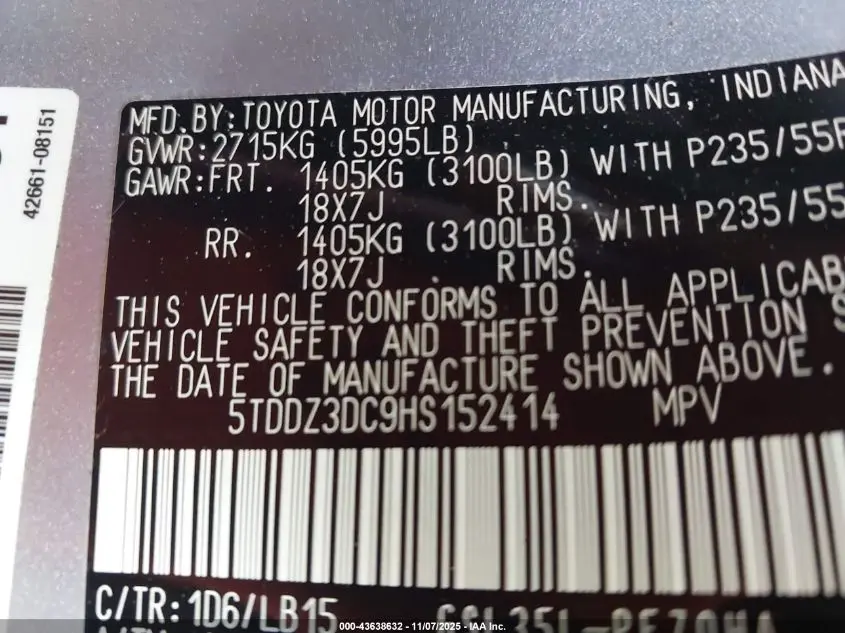 42661-08151
MFD.BY:TOYOTA MOTOR MANUFACTURING, INDIANA
GVWR:2715KG (5995LB)
GAWR:FRT. 1405KG (3100LB) WITH P235/55R
18X7J RIMS.
RR. 1405KG (3100LB) WITH P235/55
18X7J . RIMS.
THIS VEHICLE CONFORMS TO ALL APPLICAB
VEHICLE SAFETY AND THEFT PREVENTION S
THE DATE OF MANUFACTURE SHOWN ABOVE.
5TDDZ3DC9HS152414 MPV
C/TR:1D6/LB15
000-43638632 - 11/07/2025 - IAA Inc.